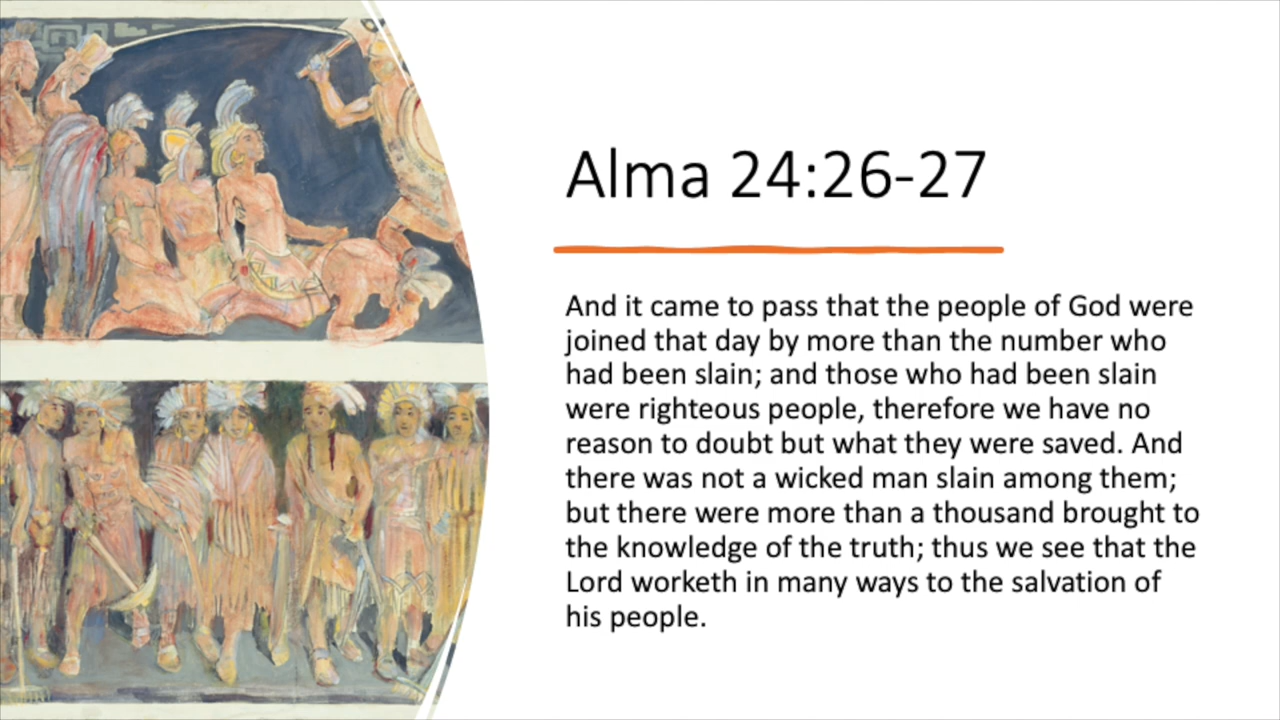 Alma 24:26-27
And it came to pass that the people of God were
joined that day by more than the number who
had been slain; and those who had been slain
were righteous people, therefore we have no
reason to doubt but what they were saved. And
there was not a wicked man slain among them;
but there were more than a thousand brought to
the knowledge of the truth; thus we see that the
Lord worketh in many ways to the salvation of
his people.